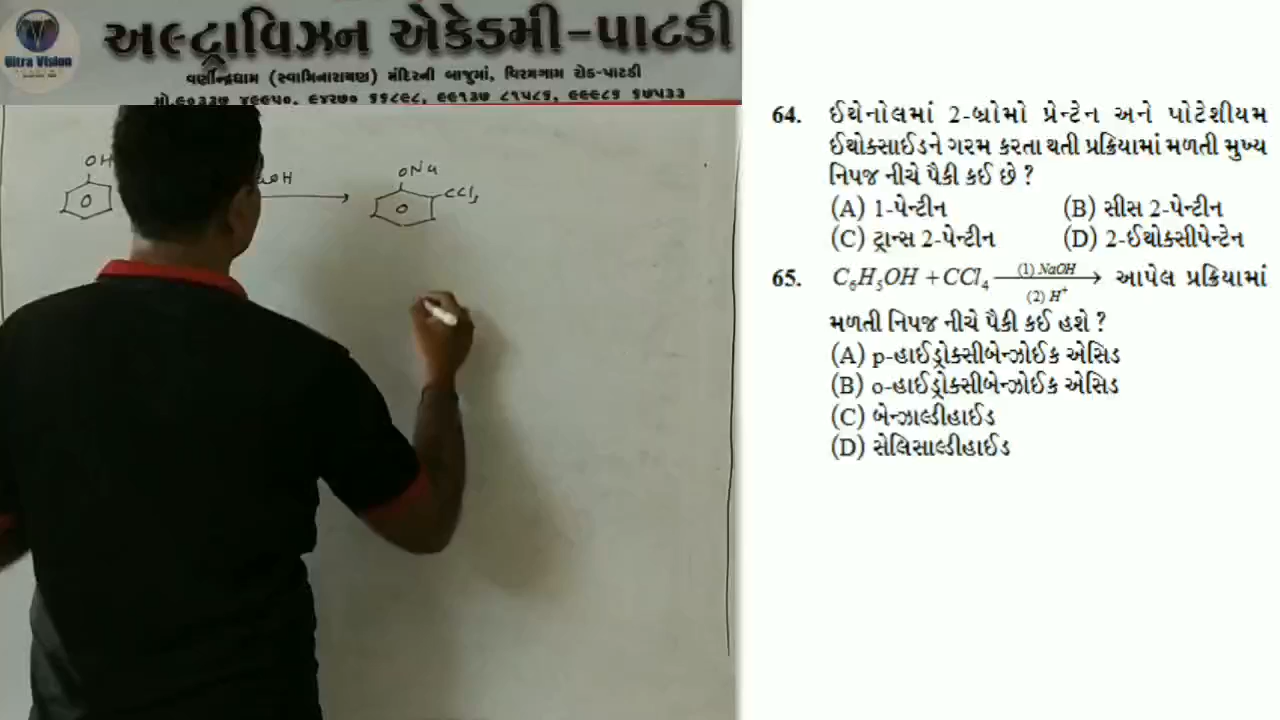 Ultra Vision
અલ્ટ્રાવિઝન એકેડમી-પાટડી
વર્ણીન્દ્રધામ (સ્વામિનારાયણ) મંદિરની બાજુમાં, વિરમગામ રોડ-પાટડી
OH
ONa
CCl₃
64. ઈથેનોલમાં 2-બ્રોમો પ્રેન્ટેન અને પોટેશીયમ
ઈથોક્સાઈડને ગરમ કરતા થતી પ્રક્રિયામાં મળતી મુખ્ય
નિપજ નીચે પૈકી કઈ છે ?
(A) 1-પેન્ટીન (B) સીસ 2-પેન્ટીન
(C) ટ્રાન્સ 2-પેન્ટીન (D) 2-ઈથોક્સીપેન્ટેન
65. C₆H₅OH + CCl₄ (1) NaOH (2) H⁺ → આપેલ પ્રક્રિયામાં
મળતી નિપજ નીચે પૈકી કઈ હશે ?
(A) p-હાઈડ્રોક્સીબેન્ઝોઈક એસિડ
(B) o-હાઈડ્રોક્સીબેન્ઝોઈક એસિડ
(C) બેન્ઝાલ્ડીહાઈડ
(D) સેલિસાલ્ડીહાઈડ